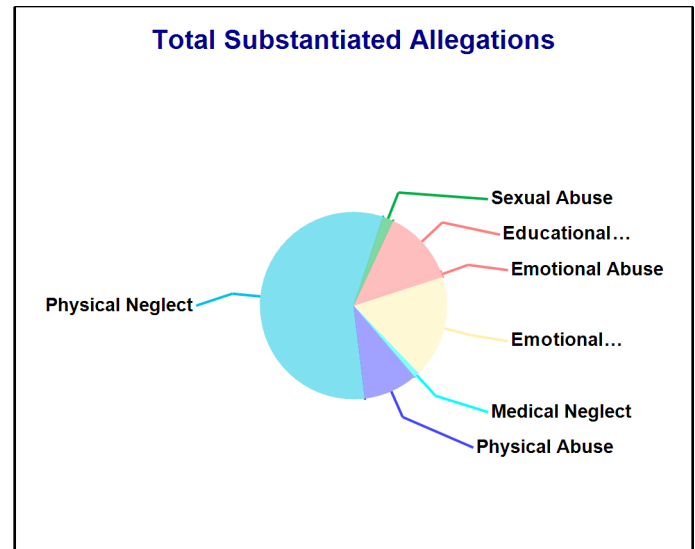 Total Substantiated Allegations
Sexual Abuse
Educational...
Emotional Abuse
Physical Neglect
Emotional...
Medical Neglect
Physical Abuse